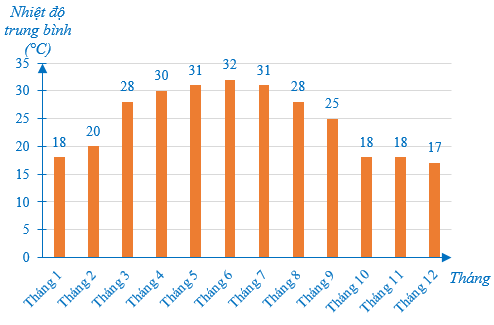 Nhiệt độ
trung bình
(°C)
35
30
25
20
15
10
5
0
18
20
28
30
31
32
31
28
25
18
18
17
Tháng 1
Tháng 2
Tháng 3
Tháng 4
Tháng 5
Tháng 6
Tháng 7
Tháng 8
Tháng 9
Tháng 10
Tháng 11
Tháng 12
Tháng